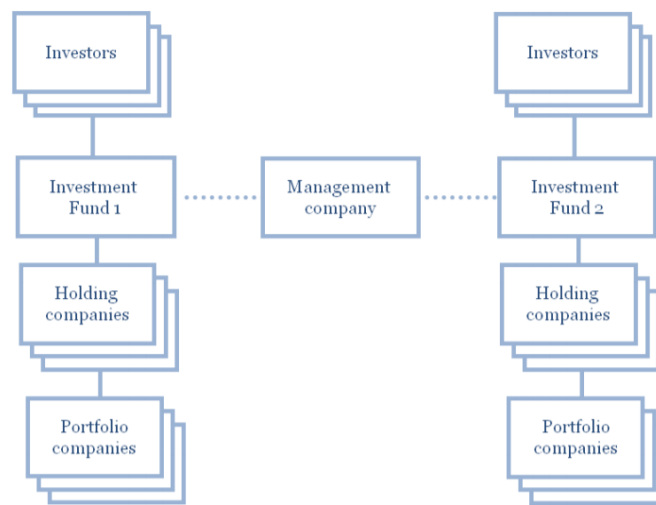 Investors
Investors
Investment
Fund 1
Management
company
Investment
Fund 2
Holding
companies
Holding
companies
Portfolio
companies
Portfolio
companies